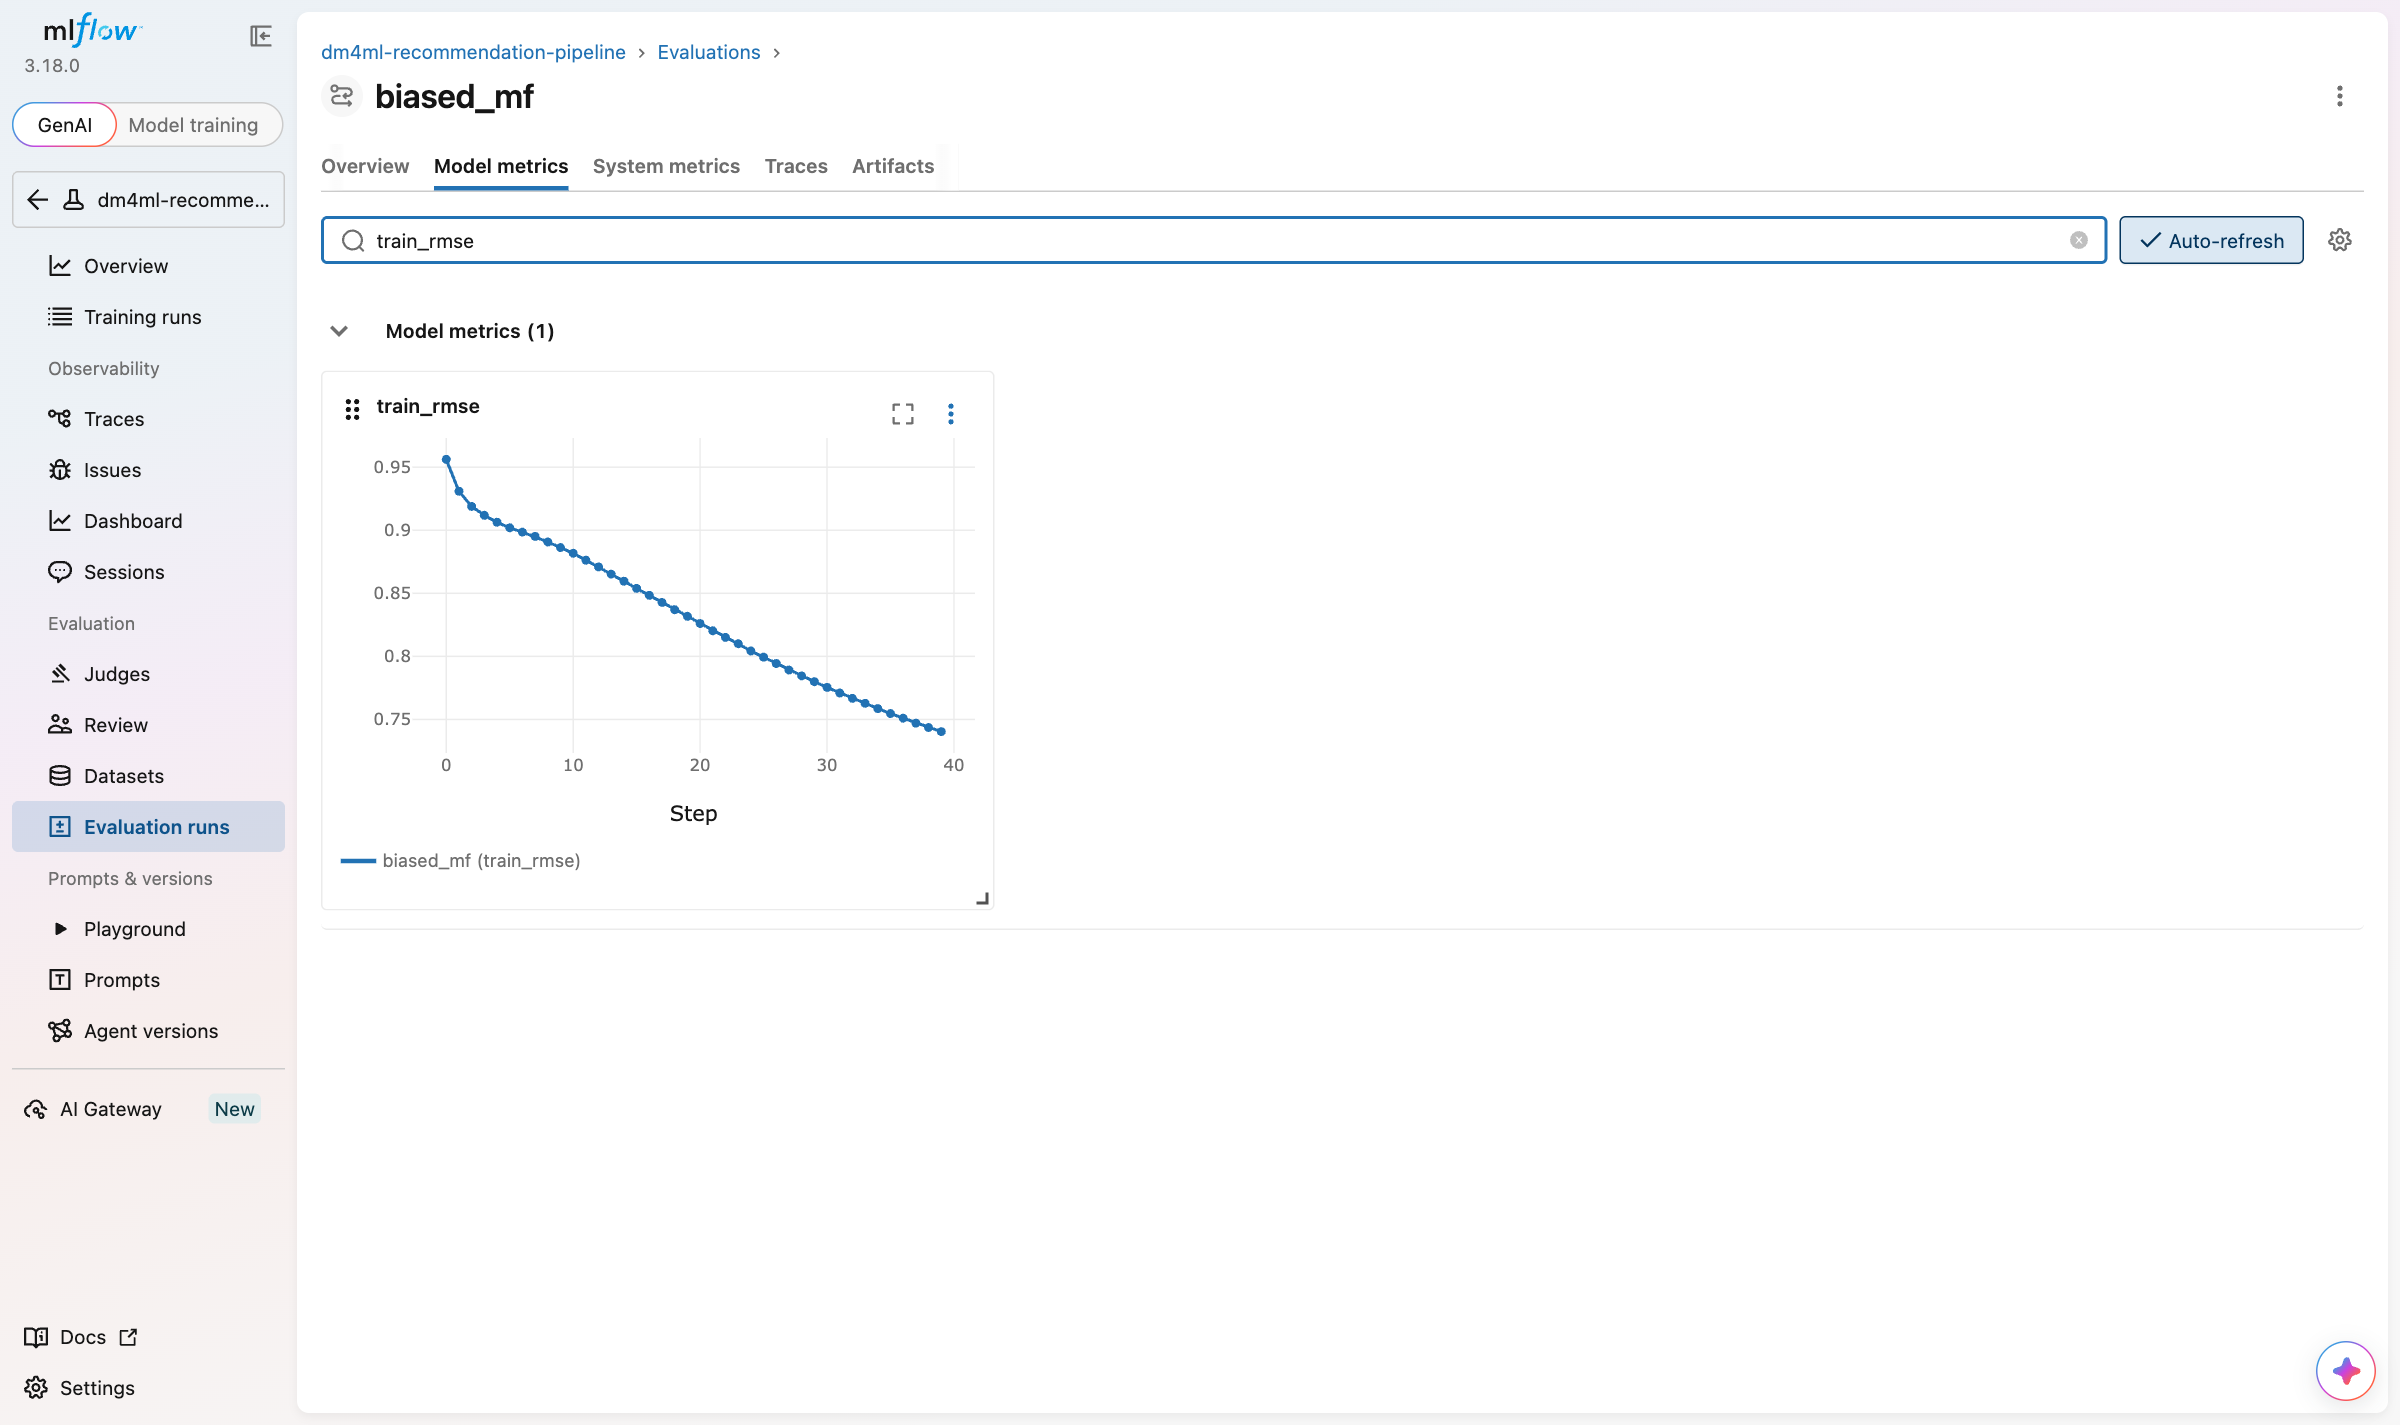 mlflow
3.18.0
GenAI
Model training
dm4ml-recomme...
Overview
Training runs
Observability
Traces
Issues
Dashboard
Sessions
Evaluation
Judges
Review
Datasets
Evaluation runs
Prompts & versions
Playground
Prompts
Agent versions
AI Gateway
New
Docs
Settings
dm4ml-recommendation-pipeline › Evaluations ›
biased_mf
Overview Model metrics System metrics Traces Artifacts
train_rmse
Auto-refresh
Model metrics (1)
train_rmse
0.95
0.9
0.85
0.8
0.75
0 10 20 30 40
Step
biased_mf (train_rmse)